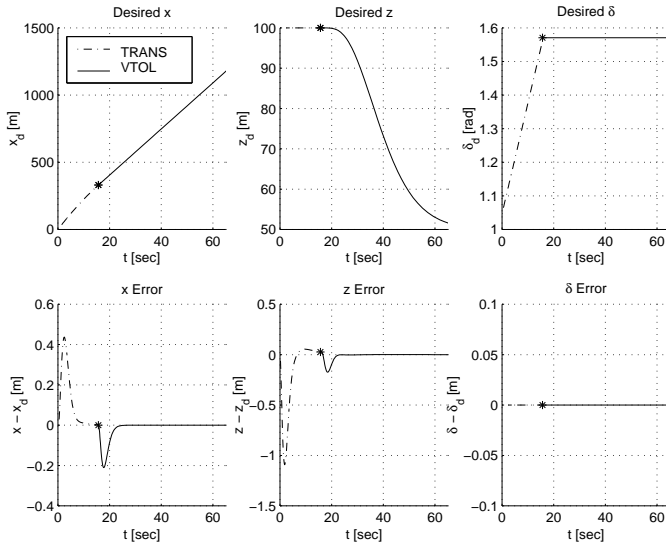 Desired x
1500
1000
500
0
0
20
40
60
x_d [m]
t [sec]
TRANS
VTOL
Desired z
100
90
80
70
60
50
0
20
40
60
z_d [m]
t [sec]
Desired δ
1.6
1.5
1.4
1.3
1.2
1.1
1
0
20
40
60
δ_d [rad]
t [sec]
x Error
0.6
0.4
0.2
0
−0.2
−0.4
0
20
40
60
x − x_d [m]
t [sec]
z Error
0.5
0
−0.5
−1
−1.5
0
20
40
60
z − z_d [m]
t [sec]
δ Error
0.1
0.05
0
−0.05
−0.1
0
20
40
60
δ − δ_d [m]
t [sec]